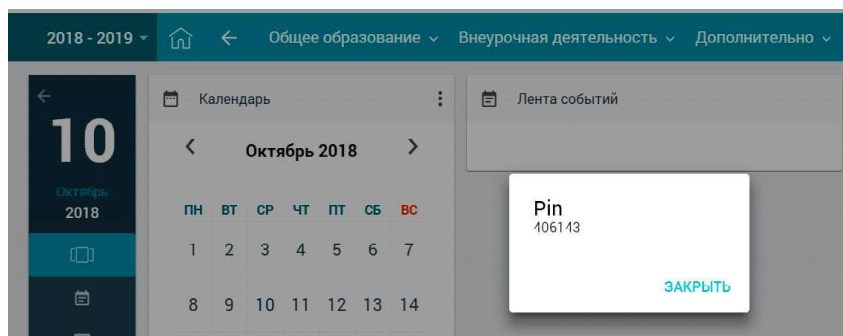 2018 - 2019 Общее образование Внеурочная деятельность Дополнительно
10
Октябрь
2018
Календарь
Октябрь 2018
ПН ВТ СР ЧТ ПТ СБ ВС
1 2 3 4 5 6 7
8 9 10 11 12 13 14
Лента событий
Pin
406143
ЗАКРЫТЬ